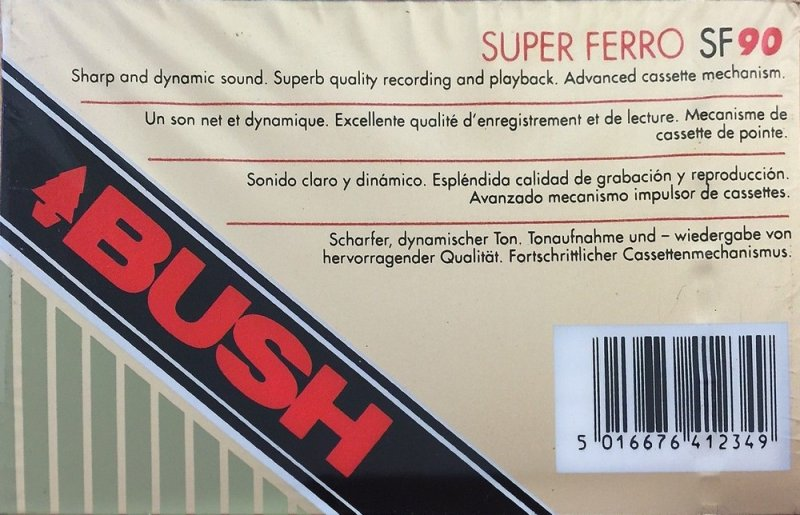 SUPER FERRO SF90
Sharp and dynamic sound. Superb quality recording and playback. Advanced cassette mechanism.
Un son net et dynamique. Excellente qualité d'enregistrement et de lecture. Mecanisme de
cassette de pointe.
Sonido claro y dinámico. Espléndida calidad de grabación y reproducción.
Avanzado mecanismo impulsor de cassettes.
Scharfer, dynamischer Ton. Tonaufnahme und – wiedergabe von
hervorragender Qualität. Fortschrittlicher Cassettenmechanismus.
BUSH
5 016676 412349